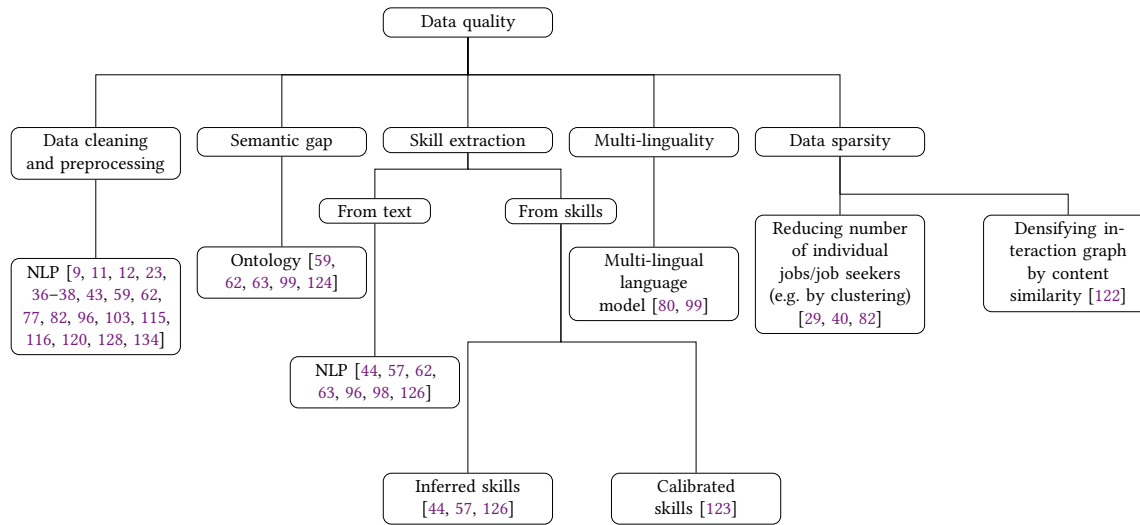 Data quality
Data cleaning
and preprocessing
Semantic gap
Skill extraction
Multi-linguality
Data sparsity
From text
From skills
NLP [9, 11, 12, 23,
36–38, 43, 59, 62,
77, 82, 96, 103, 115,
116, 120, 128, 134]
Ontology [59,
62, 63, 99, 124]
Multi-lingual
language
model [80, 99]
Reducing number
of individual
jobs/job seekers
(e.g. by clustering)
[29, 40, 82]
Densifying in-
teraction graph
by content
similarity [122]
NLP [44, 57, 62,
63, 96, 98, 126]
Inferred skills
[44, 57, 126]
Calibrated
skills [123]